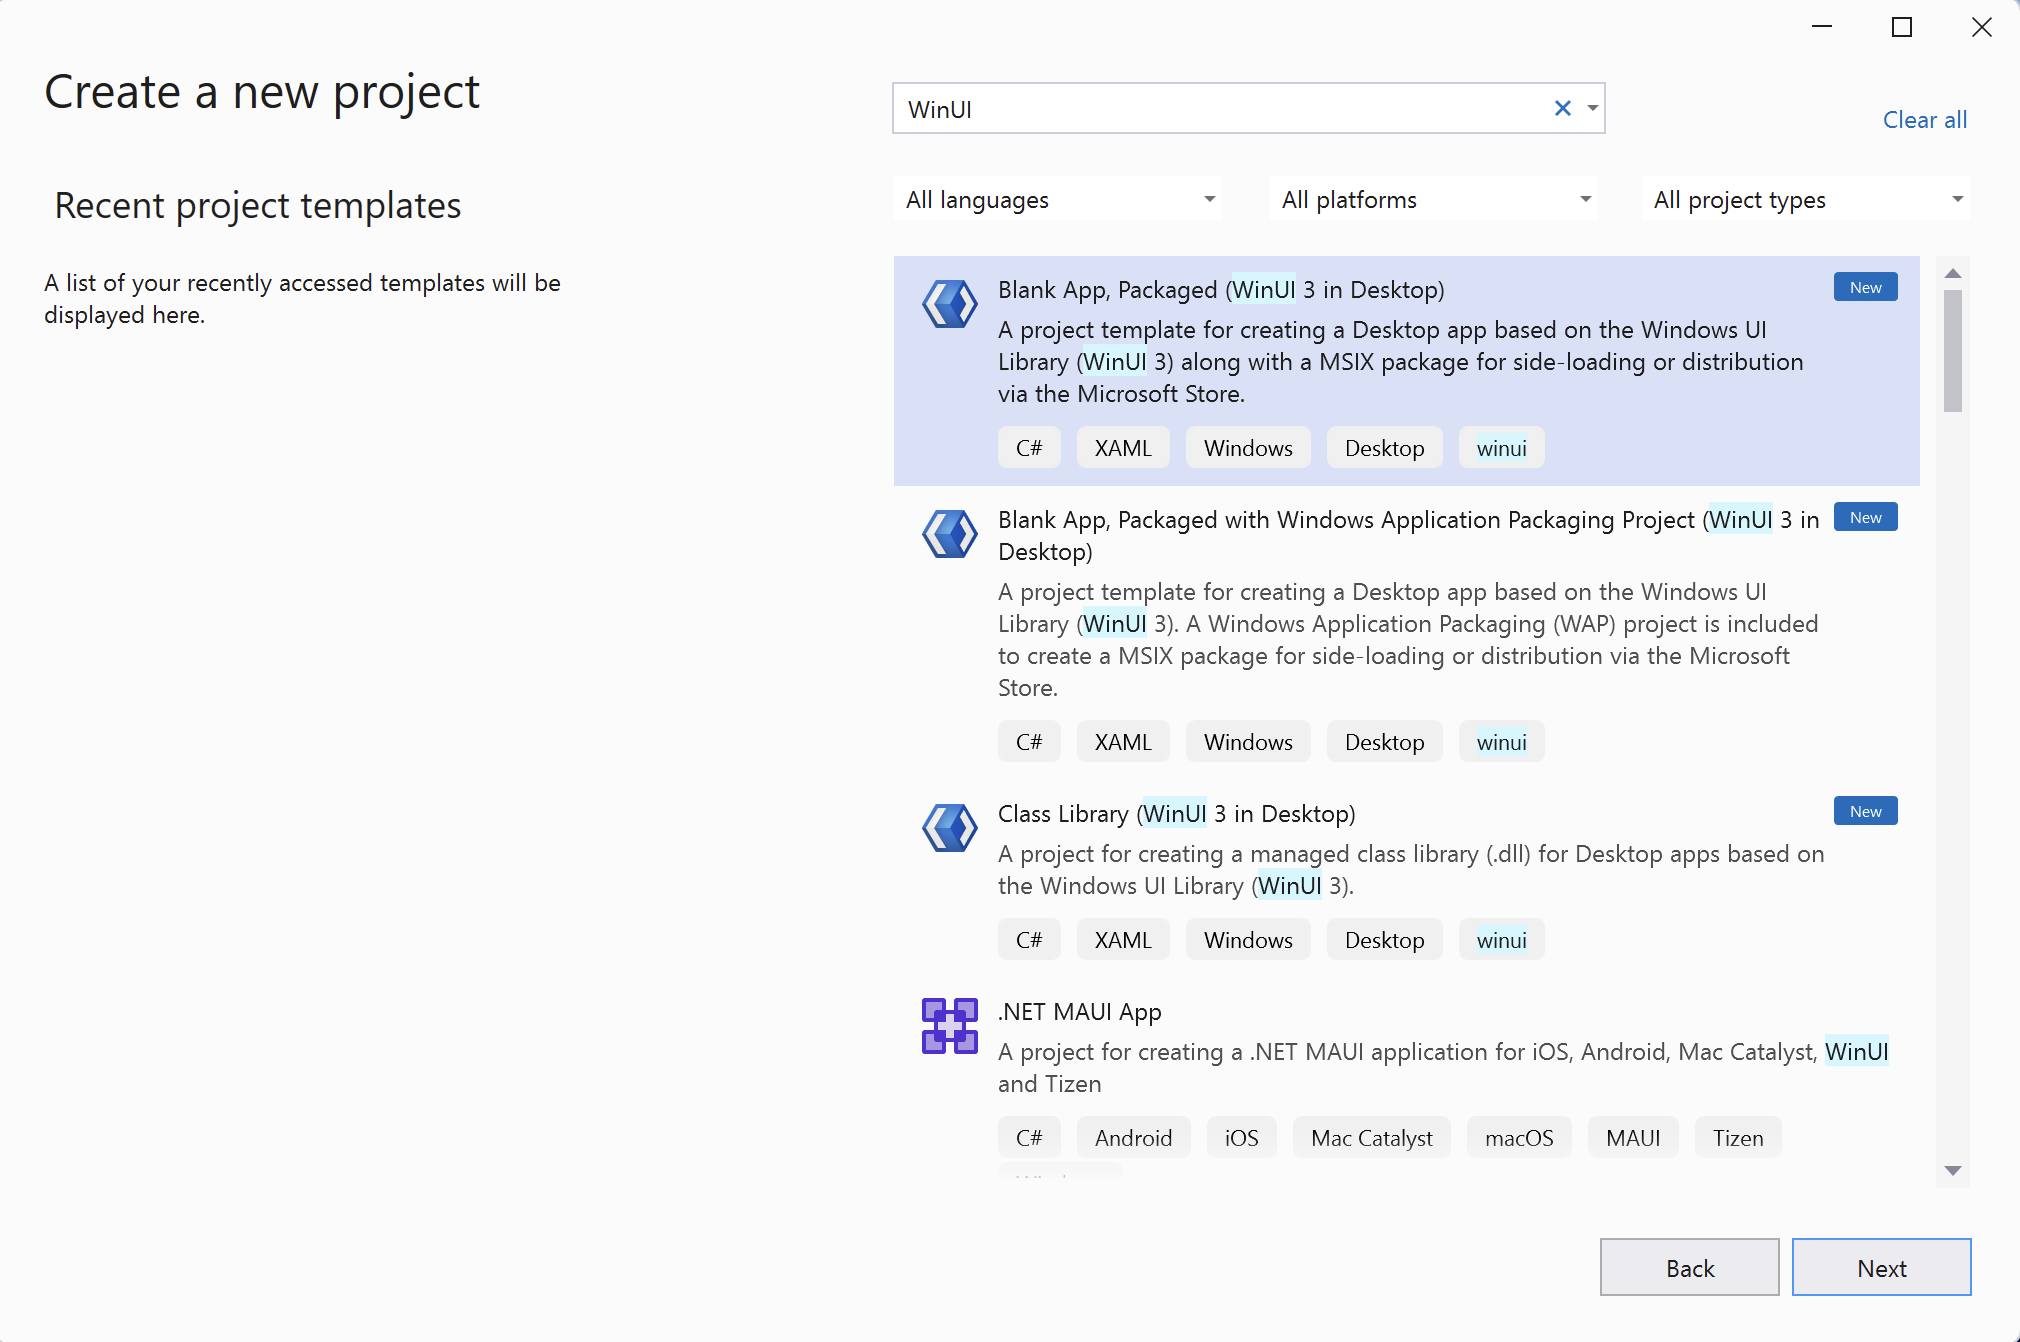 Create a new project
WinUI
Clear all
Recent project templates
All languages
All platforms
All project types
A list of your recently accessed templates will be
displayed here.
Blank App, Packaged (WinUI 3 in Desktop)
New
A project template for creating a Desktop app based on the Windows UI
Library (WinUI 3) along with a MSIX package for side-loading or distribution
via the Microsoft Store.
C#
XAML
Windows
Desktop
winui
Blank App, Packaged with Windows Application Packaging Project (WinUI 3 in
Desktop)
New
A project template for creating a Desktop app based on the Windows UI
Library (WinUI 3). A Windows Application Packaging (WAP) project is included
to create a MSIX package for side-loading or distribution via the Microsoft
Store.
C#
XAML
Windows
Desktop
winui
Class Library (WinUI 3 in Desktop)
New
A project for creating a managed class library (.dll) for Desktop apps based on
the Windows UI Library (WinUI 3).
C#
XAML
Windows
Desktop
winui
.NET MAUI App
A project for creating a .NET MAUI application for iOS, Android, Mac Catalyst, WinUI
and Tizen
C#
Android
iOS
Mac Catalyst
macOS
MAUI
Tizen
Back
Next